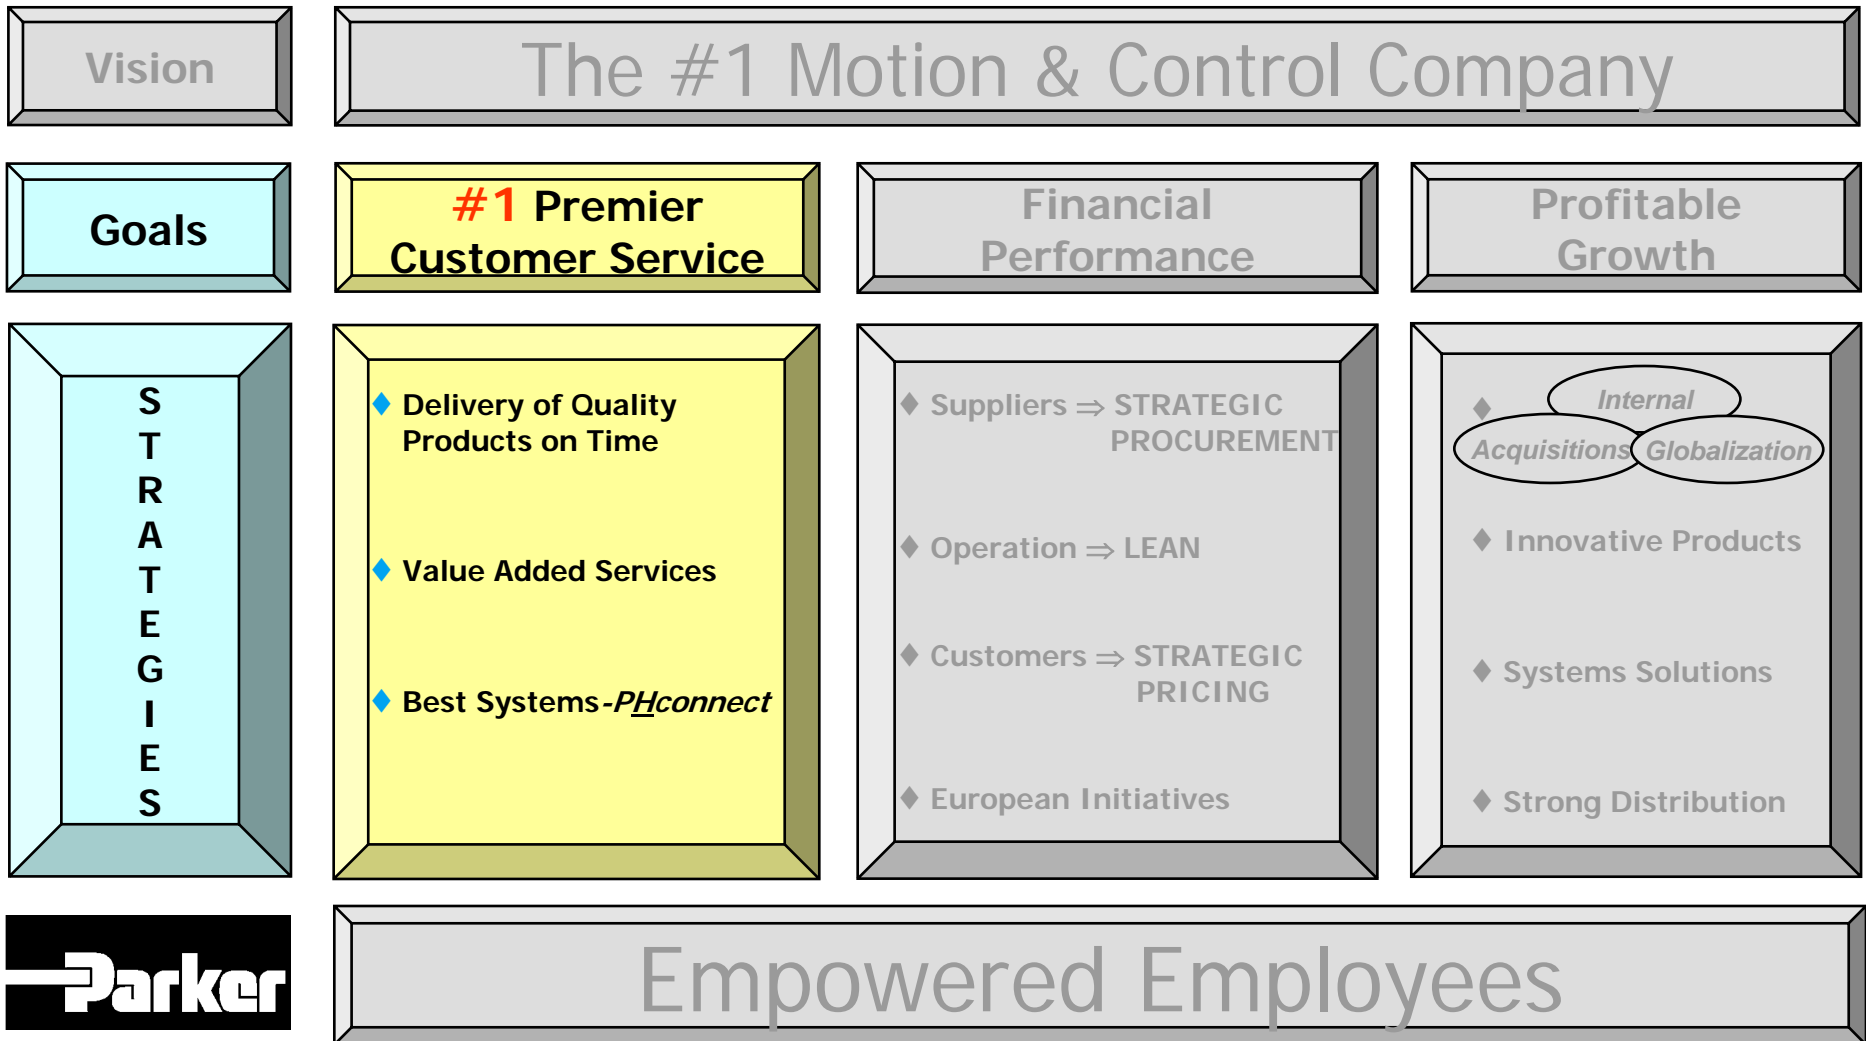 Vision
The #1 Motion & Control Company
Goals
#1 Premier
Customer Service
Financial
Performance
Profitable
Growth
S
T
R
A
T
E
G
I
E
S
♦ Delivery of Quality
Products on Time
♦ Value Added Services
♦ Best Systems-PHconnect
♦ Suppliers ⇒ STRATEGIC
PROCUREMENT
♦ Operation ⇒ LEAN
♦ Customers ⇒ STRATEGIC
PRICING
♦ European Initiatives
♦ Internal
Acquisitions Globalization
♦ Innovative Products
♦ Systems Solutions
♦ Strong Distribution
Parker
Empowered Employees